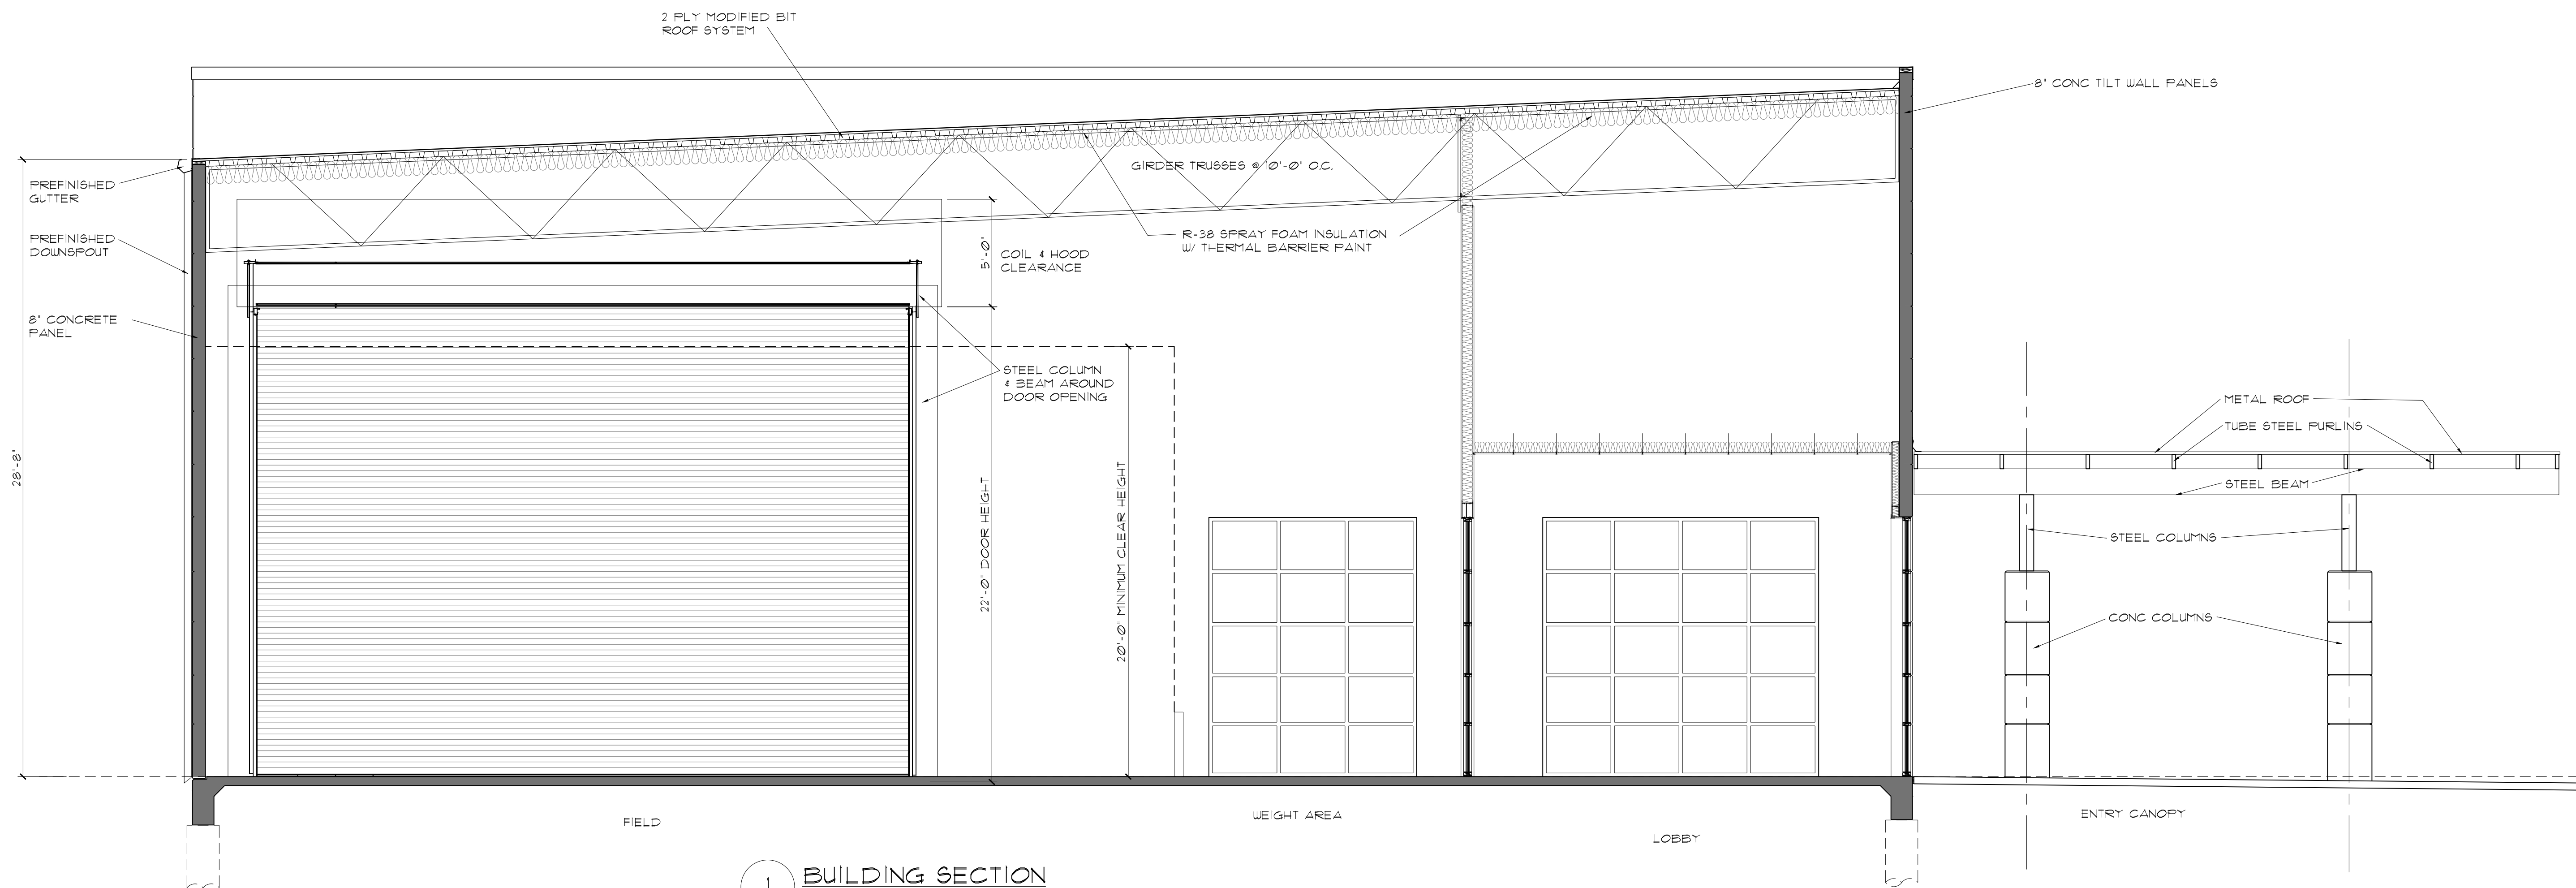 2 PLY MODIFIED BIT
ROOF SYSTEM
8" CONC TILT WALL PANELS
GIRDER TRUSSES @ 10'-0" O.C.
PREFINISHED
GUTTER
PREFINISHED
DOWNSPOUT
R-38 SPRAY FOAM INSULATION
W/ THERMAL BARRIER PAINT
5'-0"
COIL & HOOD
CLEARANCE
8" CONCRETE
PANEL
STEEL COLUMN
& BEAM AROUND
DOOR OPENING
METAL ROOF
TUBE STEEL PURLINS
STEEL BEAM
28'-8"
22'-0" DOOR HEIGHT
20'-0" MINIMUM CLEAR HEIGHT
STEEL COLUMNS
CONC COLUMNS
FIELD
WEIGHT AREA
LOBBY
ENTRY CANOPY
1
BUILDING SECTION